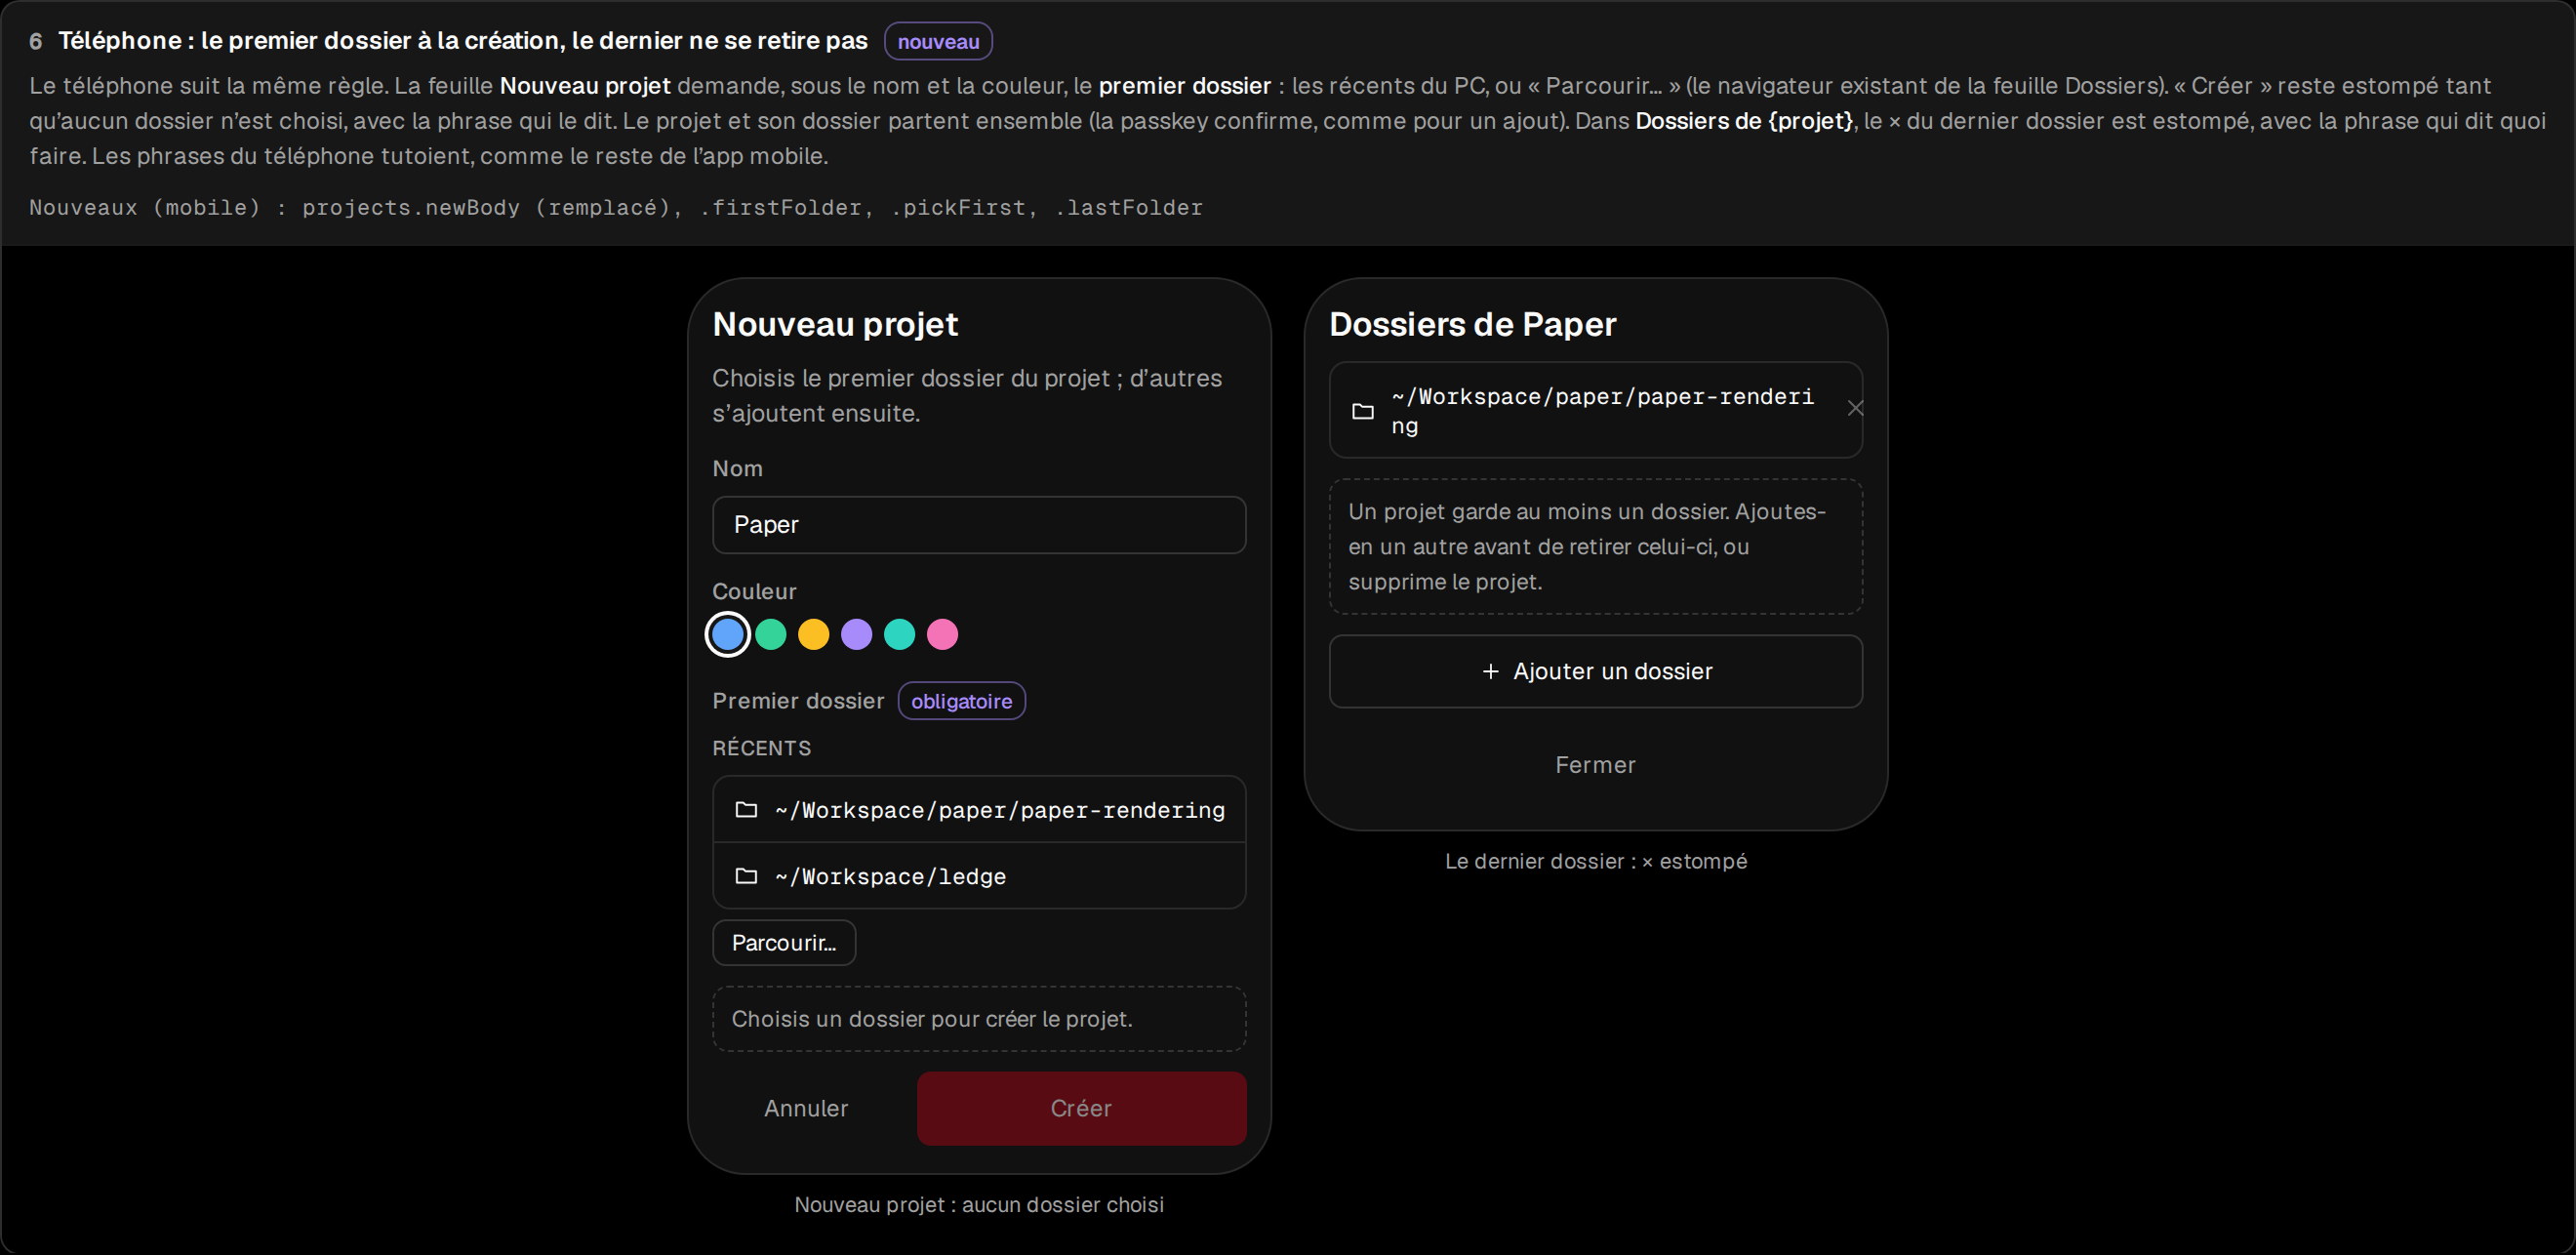 6 Téléphone : le premier dossier à la création, le dernier ne se retire pas nouveau
Le téléphone suit la même règle. La feuille Nouveau projet demande, sous le nom et la couleur, le premier dossier : les récents du PC, ou « Parcourir… » (le navigateur existant de la feuille Dossiers). « Créer » reste estompé tant
qu’aucun dossier n’est choisi, avec la phrase qui le dit. Le projet et son dossier partent ensemble (la passkey confirme, comme pour un ajout). Dans Dossiers de {projet}, le × du dernier dossier est estompé, avec la phrase qui dit quoi
faire. Les phrases du téléphone tutoient, comme le reste de l’app mobile.
Nouveaux (mobile) : projects.newBody (remplacé), .firstFolder, .pickFirst, .lastFolder
Nouveau projet
Choisis le premier dossier du projet ; d’autres
s’ajoutent ensuite.
Nom
Paper
Couleur
Premier dossier obligatoire
RÉCENTS
~/Workspace/paper/paper-rendering
~/Workspace/ledge
Parcourir…
Choisis un dossier pour créer le projet.
Annuler
Créer
Nouveau projet : aucun dossier choisi
Dossiers de Paper
~/Workspace/paper/paper-renderi
ng
Un projet garde au moins un dossier. Ajoutes-
en un autre avant de retirer celui-ci, ou
supprime le projet.
+ Ajouter un dossier
Fermer
Le dernier dossier : × estompé